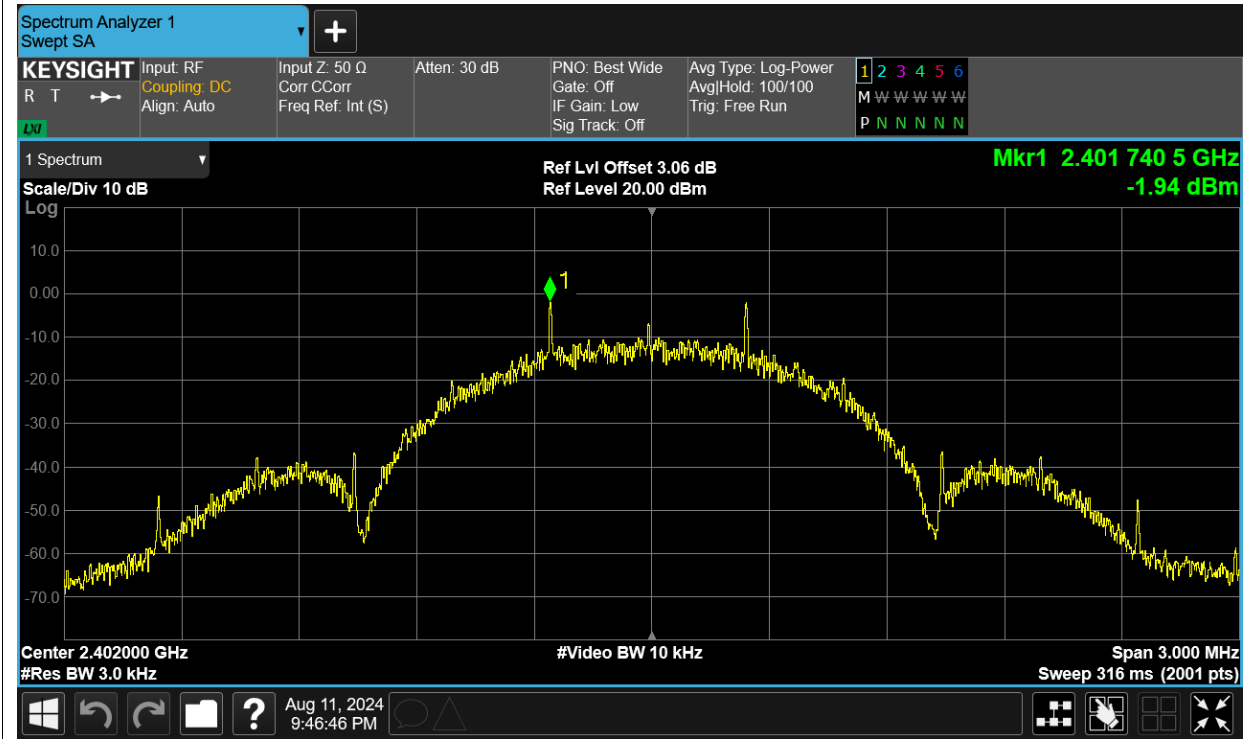 Spectrum Analyzer 1
Swept SA
+
KEYSIGHT
R T
LXI
Input: RF
Coupling: DC
Align: Auto
Input Z: 50 Ω
Corr CCorr
Freq Ref: Int (S)
Atten: 30 dB
PNO: Best Wide
Gate: Off
IF Gain: Low
Sig Track: Off
Avg Type: Log-Power
Avg|Hold: 100/100
Trig: Free Run
1 2 3 4 5 6
M W W W W W W
P N N N N N N
1 Spectrum
Scale/Div 10 dB
Log
Ref Lvl Offset 3.06 dB
Ref Level 20.00 dBm
Mkr1 2.401 740 5 GHz
-1.94 dBm
1
10.0
0.00
-10.0
-20.0
-30.0
-40.0
-50.0
-60.0
-70.0
Center 2.402000 GHz
#Res BW 3.0 kHz
#Video BW 10 kHz
Span 3.000 MHz
Sweep 316 ms (2001 pts)
?
Aug 11, 2024
9:46:46 PM